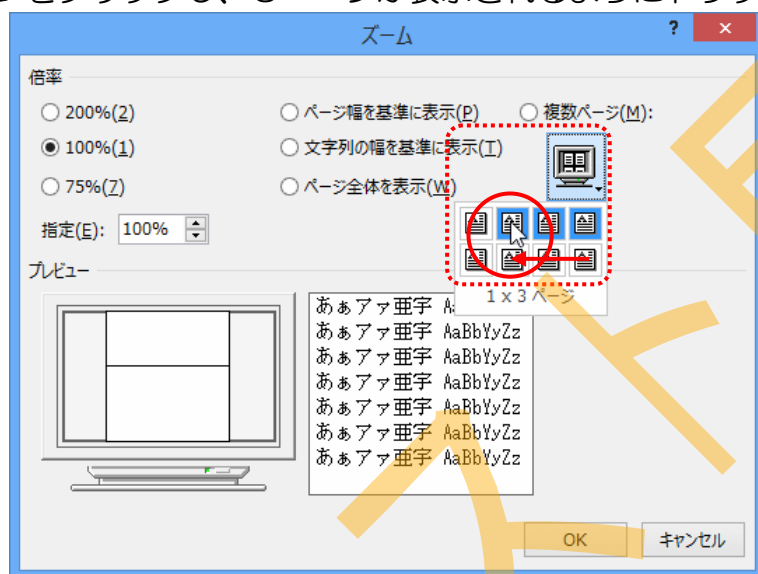 ズーム
?
×
倍率
200%(2)
ページ幅を基準に表示(P)
複数ページ(M):
100%(1)
文字列の幅を基準に表示(T)
75%(Z)
ページ全体を表示(W)
指定(E): 100%
1 x 3 ページ
プレビュー
あぁアァ亜宇
あぁアァ亜宇 AaBbYyZz
あぁアァ亜宇 AaBbYyZz
あぁアァ亜宇 AaBbYyZz
あぁアァ亜宇 AaBbYyZz
あぁアァ亜宇 AaBbYyZz
あぁアァ亜宇 AaBbYyZz
OK
キャンセル